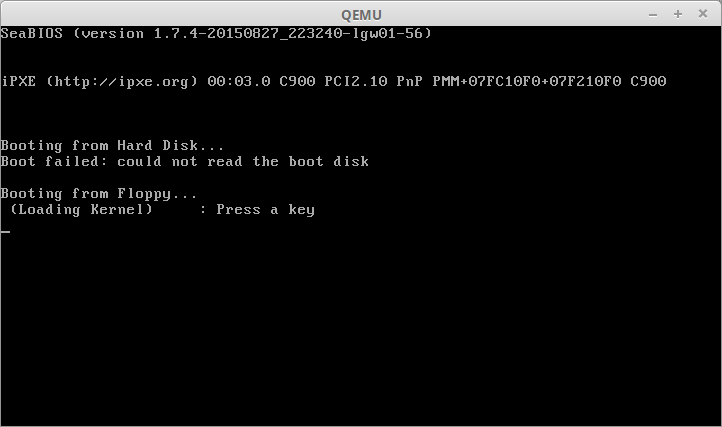 QEMU
SeaBIOS (version 1.7.4-20150827_223240-lgw01-56)
iPXE (http://ipxe.org) 00:03.0 C900 PCI2.10 PnP PMM+07FC10F0+07F210F0 C900
Booting from Hard Disk...
Boot failed: could not read the boot disk
Booting from Floppy...
(Loading Kernel)     : Press a key
_